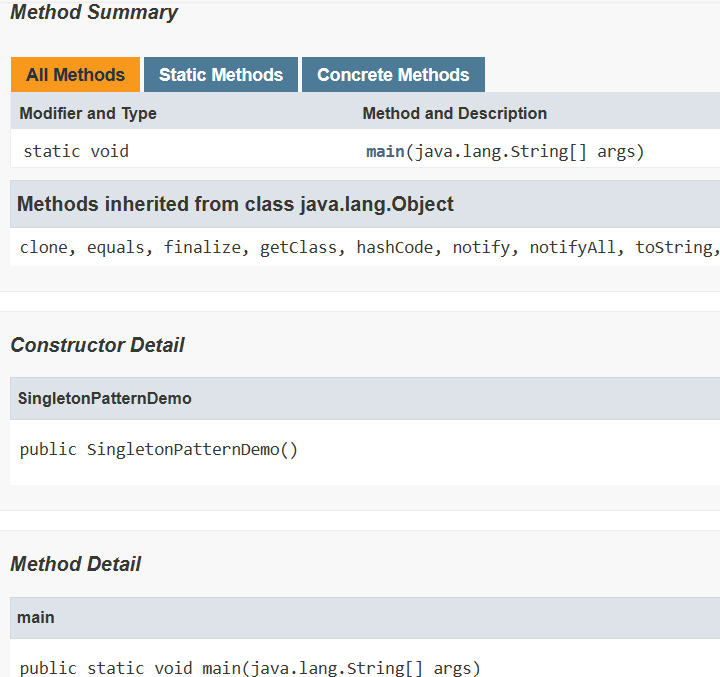 Method Summary
All Methods Static Methods Concrete Methods
Modifier and Type Method and Description
static void main(java.lang.String[] args)
Methods inherited from class java.lang.Object
clone, equals, finalize, getClass, hashCode, notify, notifyAll, toString,
Constructor Detail
SingletonPatternDemo
public SingletonPatternDemo()
Method Detail
main
public static void main(java.lang.String[] args)